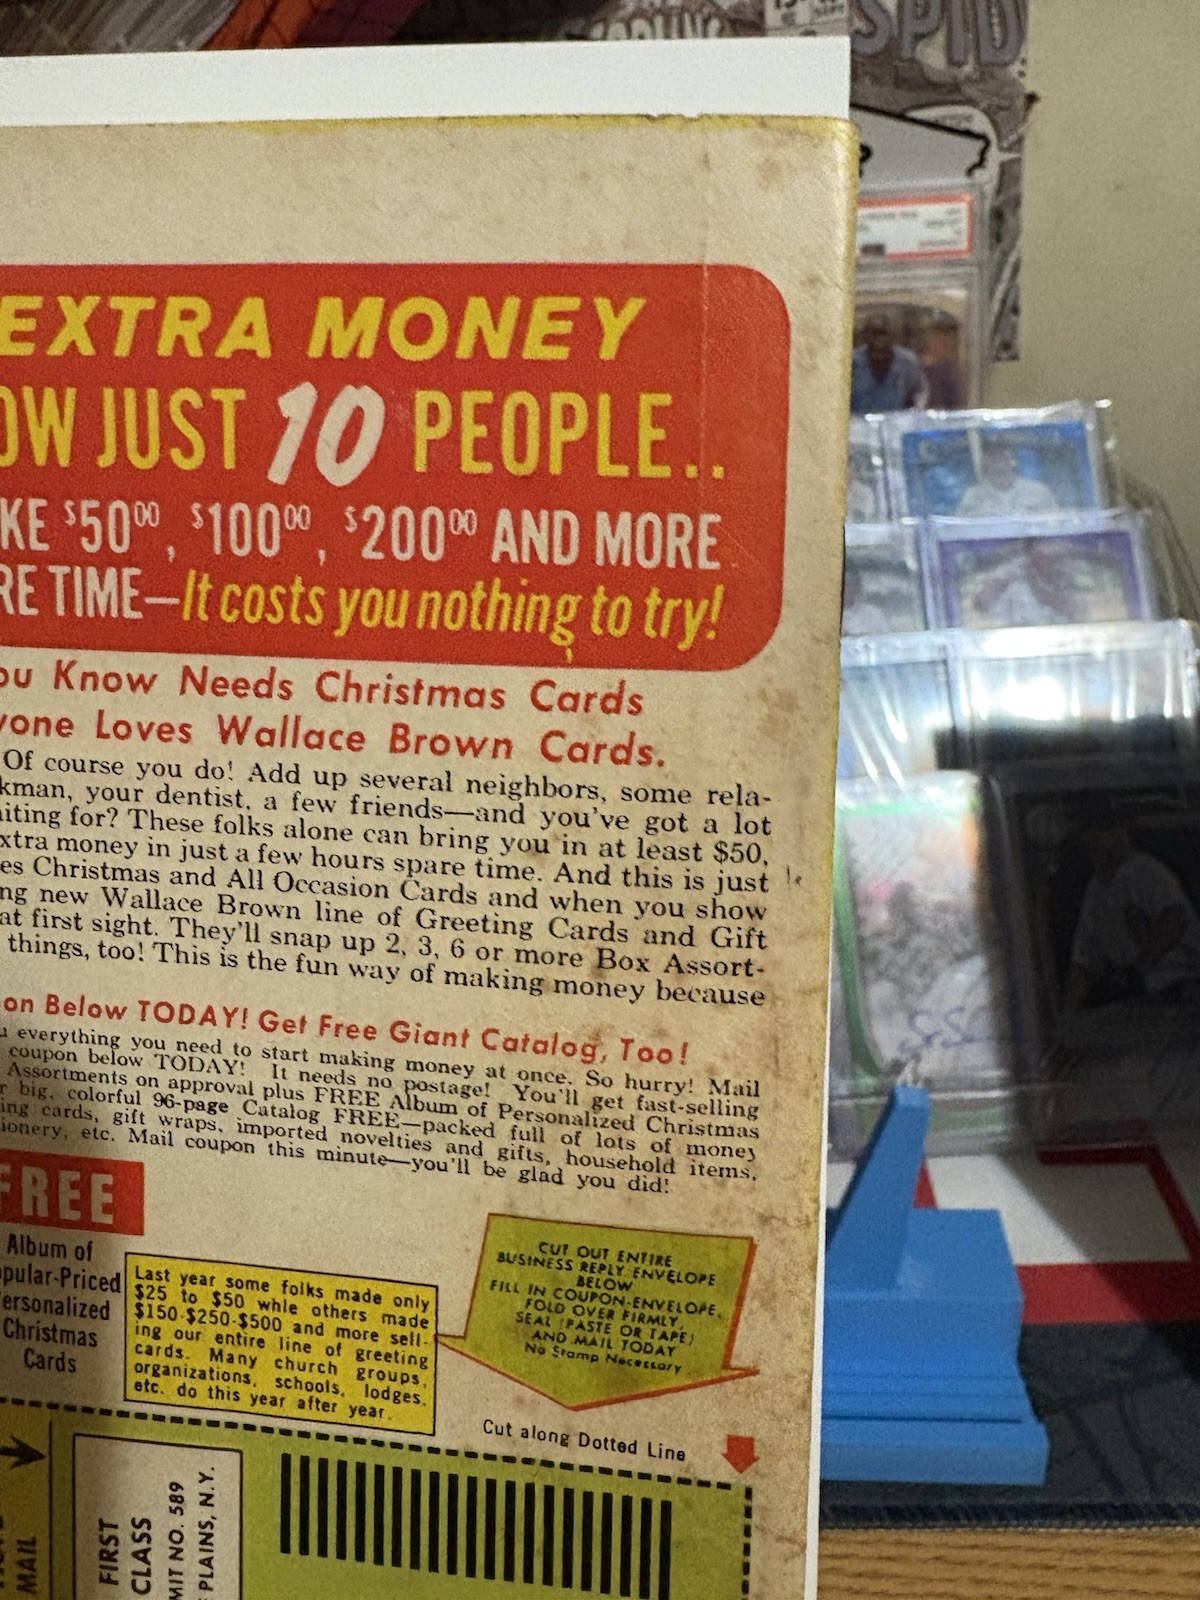 SPID
EXTRA MONEY
OW JUST 10 PEOPLE..
KE $50⁰⁰, $100⁰⁰, $200⁰⁰ AND MORE
RE TIME—It costs you nothing to try!
ou Know Needs Christmas Cards
yone Loves Wallace Brown Cards.
Of course you do! Add up several neighbors, some rela-
kman, your dentist, a few friends—and you've got a lot
aiting for? These folks alone can bring you in at least $50,
xtra money in just a few hours spare time. And this is just
es Christmas and All Occasion Cards and when you show
ng new Wallace Brown line of Greeting Cards and Gift
at first sight. They'll snap up 2, 3, 6 or more Box Assort-
things, too! This is the fun way of making money because
on Below TODAY! Get Free Giant Catalog, Too!
u everything you need to start making money at once. So hurry! Mail
coupon below TODAY! It needs no postage! You'll get fast-selling
Assortments on approval plus FREE Album of Personalized Christmas
r big, colorful 96-page Catalog FREE—packed full of lots of money
ing cards, gift wraps, imported novelties and gifts, household items,
ionery, etc. Mail coupon this minute—you'll be glad you did!
FREE
Album of
pular-Priced
ersonalized
Christmas
Cards
Last year some folks made only
$25 to $50 whle others made
$150-$250-$500 and more sell-
ing our entire line of greeting
cards. Many church groups,
organizations, schools, lodges,
etc. do this year after year.
CUT OUT ENTIRE
BUSINESS REPLY ENVELOPE
BELOW
FILL IN COUPON-ENVELOPE,
FOLD OVER FIRMLY,
SEAL (PASTE OR TAPE)
AND MAIL TODAY
No Stamp Necessary
Cut along Dotted Line
MAIL
FIRST
CLASS
MIT NO. 589
PLAINS, N.Y.